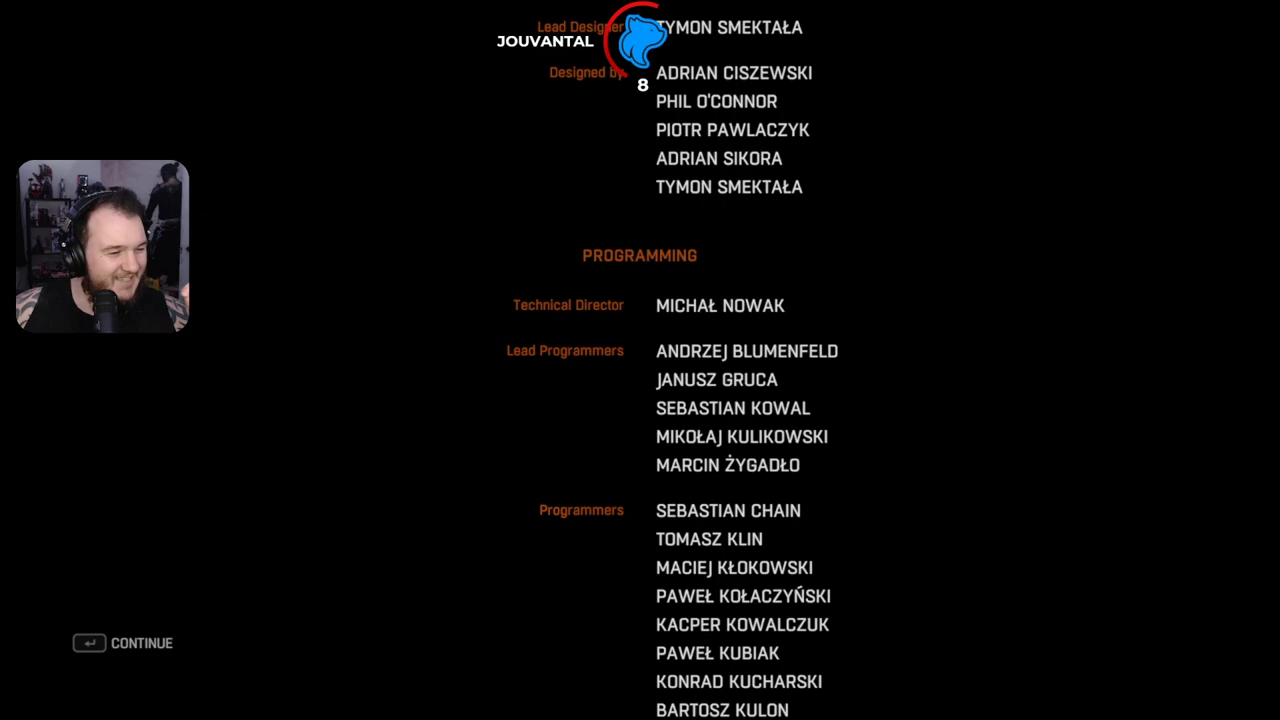 Lead Designer TYMON SMEKTAŁA
JOUVANTAL
8
Designed by ADRIAN CISZEWSKI
PHIL O'CONNOR
PIOTR PAWLACZYK
ADRIAN SIKORA
TYMON SMEKTAŁA
PROGRAMMING
Technical Director MICHAŁ NOWAK
Lead Programmers ANDRZEJ BLUMENFELD
JANUSZ GRUCA
SEBASTIAN KOWAL
MIKOŁAJ KULIKOWSKI
MARCIN ŻYGADŁO
Programmers SEBASTIAN CHAIN
TOMASZ KLIN
MACIEJ KŁOKOWSKI
PAWEŁ KOŁACZYŃSKI
KACPER KOWALCZUK
CONTINUE
PAWEŁ KUBIAK
KONRAD KUCHARSKI
BARTOSZ KULON